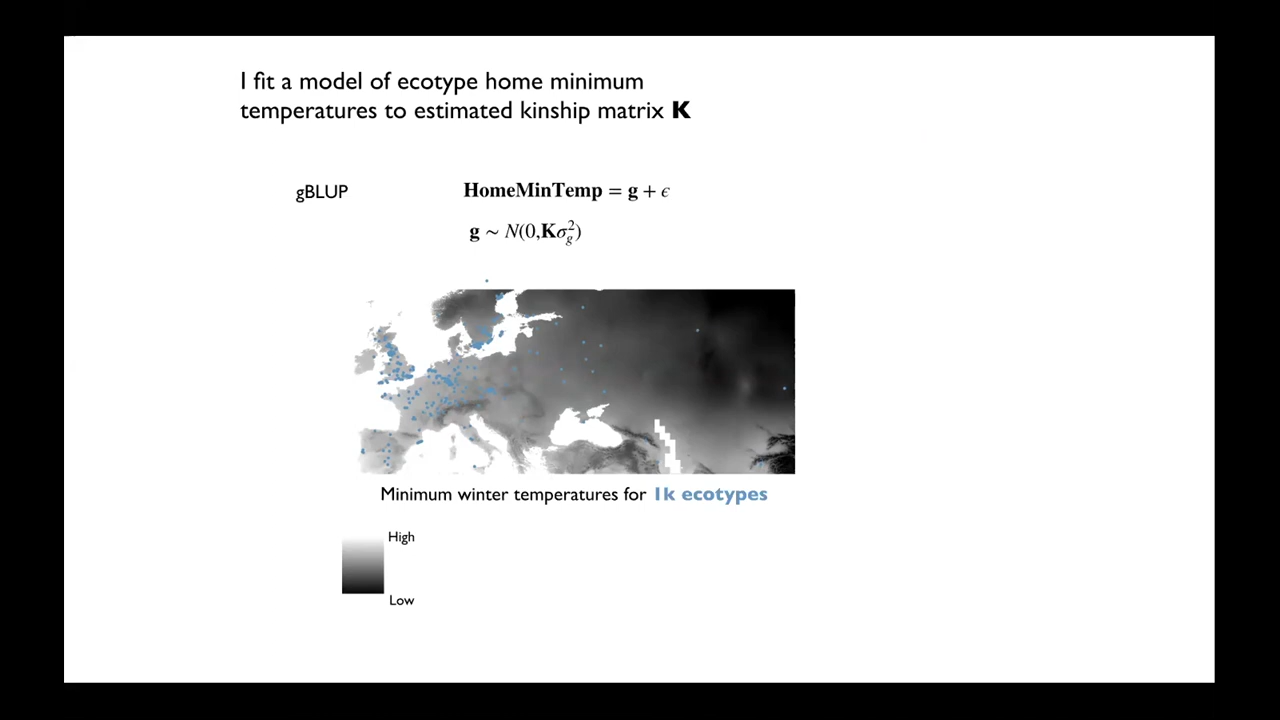 I fit a model of ecotype home minimum
temperatures to estimated kinship matrix K
gBLUP
HomeMinTemp = g + ϵ
g ~ N(0,Kσ²g)
Minimum winter temperatures for 1k ecotypes
High
Low